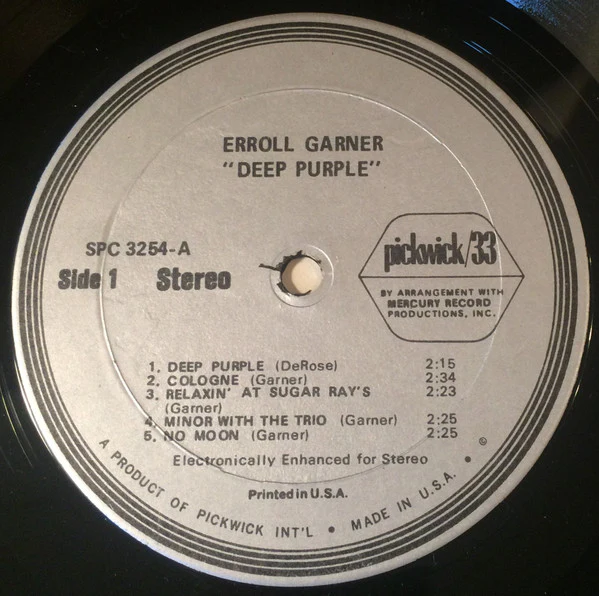 ERROLL GARNER
"DEEP PURPLE"
SPC 3254-A
Side 1 Stereo
pickwick/33
BY ARRANGEMENT WITH
MERCURY RECORD
PRODUCTIONS, INC.
1. DEEP PURPLE (DeRose) 2:15
2. COLOGNE (Garner) 2:34
3. RELAXIN' AT SUGAR RAY'S 2:23
(Garner)
4. MINOR WITH THE TRIO (Garner) 2:25
5. NO MOON (Garner) 2:25
Electronically Enhanced for Stereo
Printed in U.S.A.
A PRODUCT OF PICKWICK INT'L • MADE IN U.S.A. •